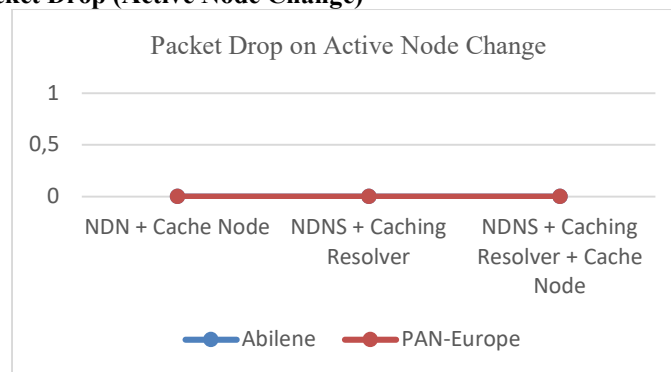 cket Drop (Active Node Change)
Packet Drop on Active Node Change
1
0,5
0
NDN + Cache Node
NDNS + Caching
Resolver
NDNS + Caching
Resolver + Cache
Node
Abilene
PAN-Europe